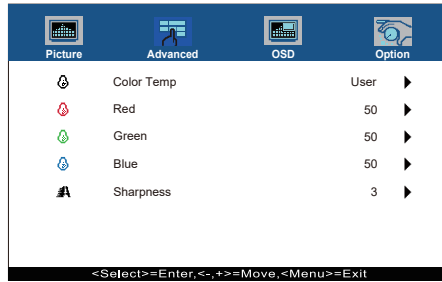 Picture Advanced OSD Option
Color Temp User
Red 50
Green 50
Blue 50
Sharpness 3
<Select>=Enter,<-,+>=Move,<Menu>=Exit